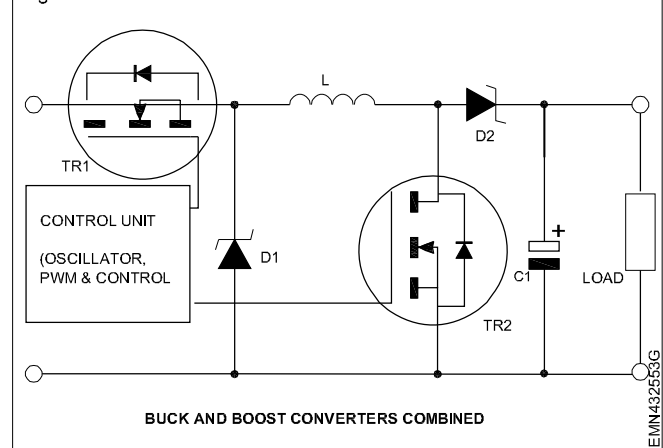 L
D2
TR1
CONTROL UNIT
(OSCILLATOR,
PWM & CONTROL
D1
+
C1
LOAD
TR2
BUCK AND BOOST CONVERTERS COMBINED
EMN432553G